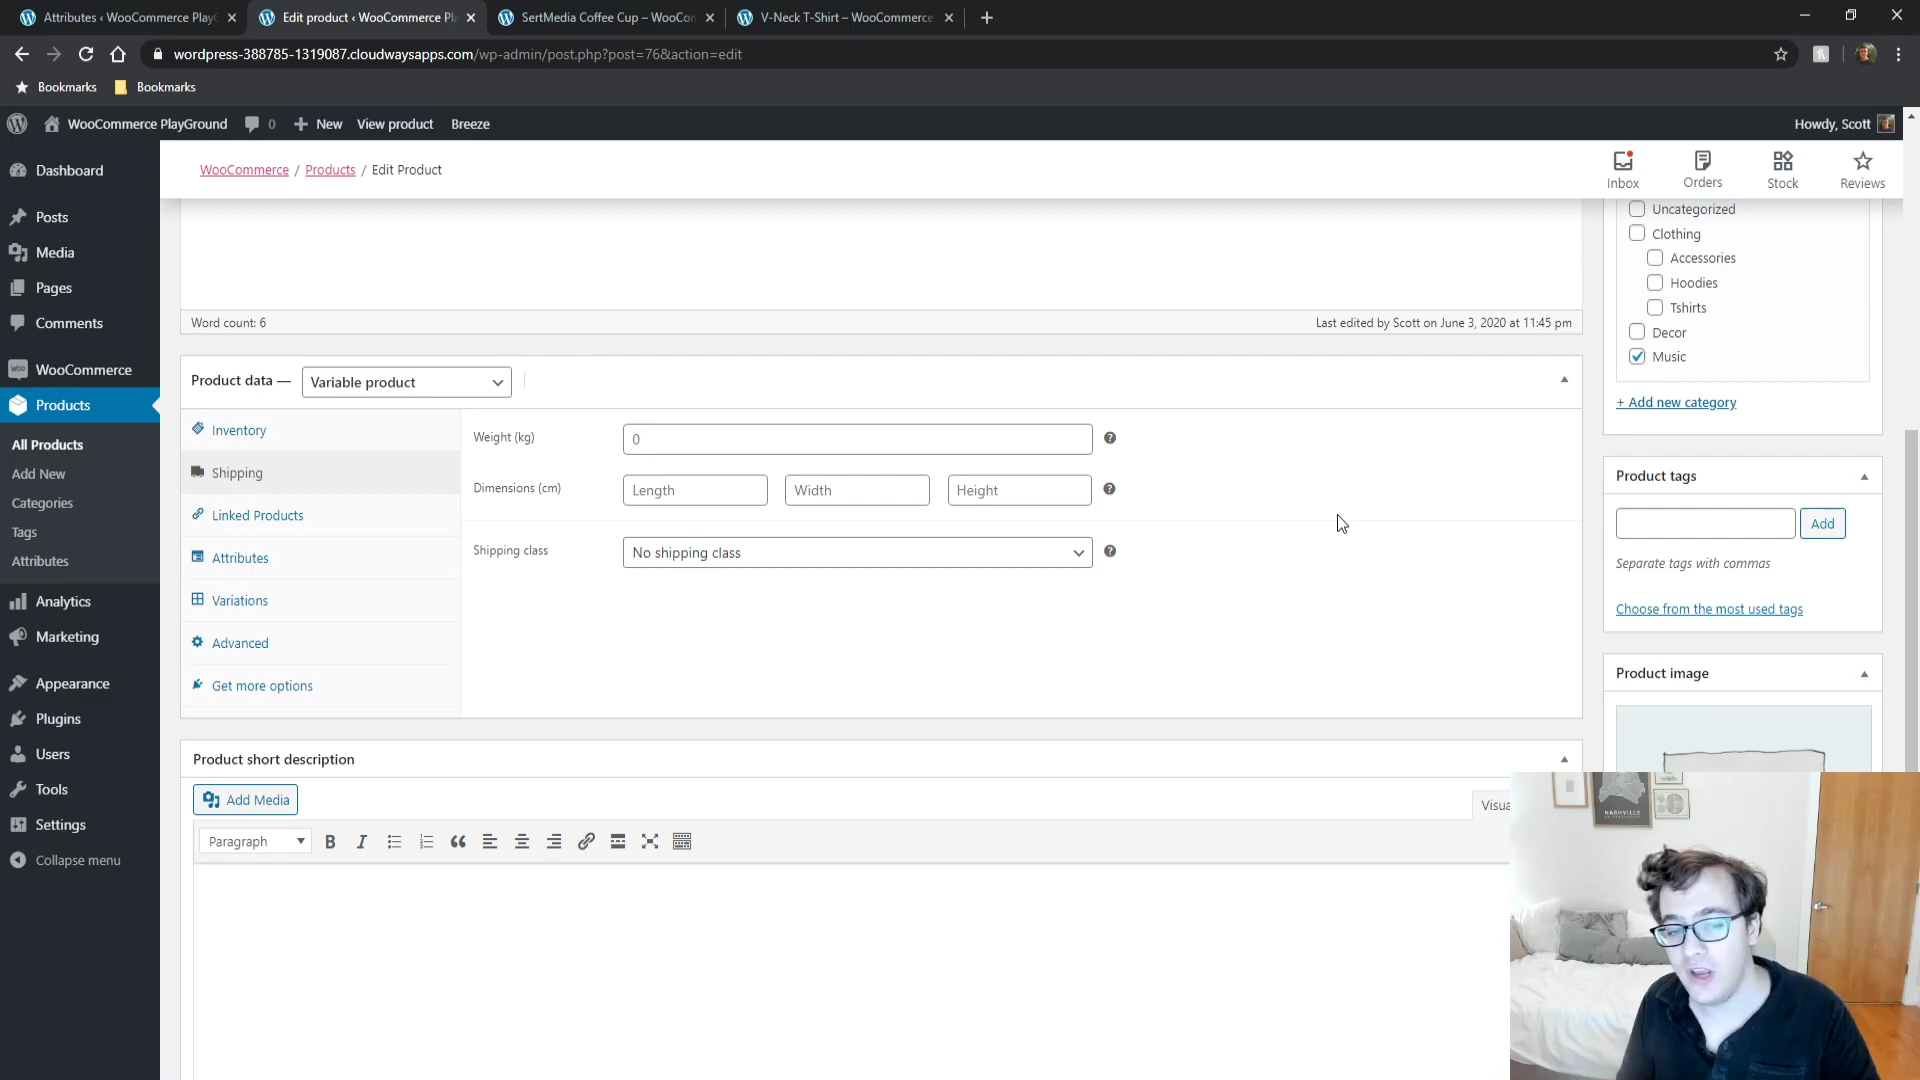 Attributes ‹ WooCommerce PlayG
Edit product ‹ WooCommerce Pla
SertMedia Coffee Cup – WooCon
V-Neck T-Shirt – WooCommerce
wordpress-388785-1319087.cloudwaysapps.com/wp-admin/post.php?post=76&action=edit
Bookmarks
Bookmarks
WooCommerce PlayGround
0
New
View product
Breeze
Howdy, Scott
WooCommerce / Products / Edit Product
Inbox
Orders
Stock
Reviews
Dashboard
Posts
Media
Pages
Comments
WooCommerce
Products
All Products
Add New
Categories
Tags
Attributes
Analytics
Marketing
Appearance
Plugins
Users
Tools
Settings
Collapse menu
Word count: 6
Last edited by Scott on June 3, 2020 at 11:45 pm
Product data —
Variable product
Inventory
Shipping
Linked Products
Attributes
Variations
Advanced
Get more options
Weight (kg)
0
Dimensions (cm)
Length
Width
Height
Shipping class
No shipping class
Product short description
Add Media
Visua
Paragraph
Uncategorized
Clothing
Accessories
Hoodies
Tshirts
Decor
Music
+ Add new category
Product tags
Add
Separate tags with commas
Choose from the most used tags
Product image
NASHVILLE